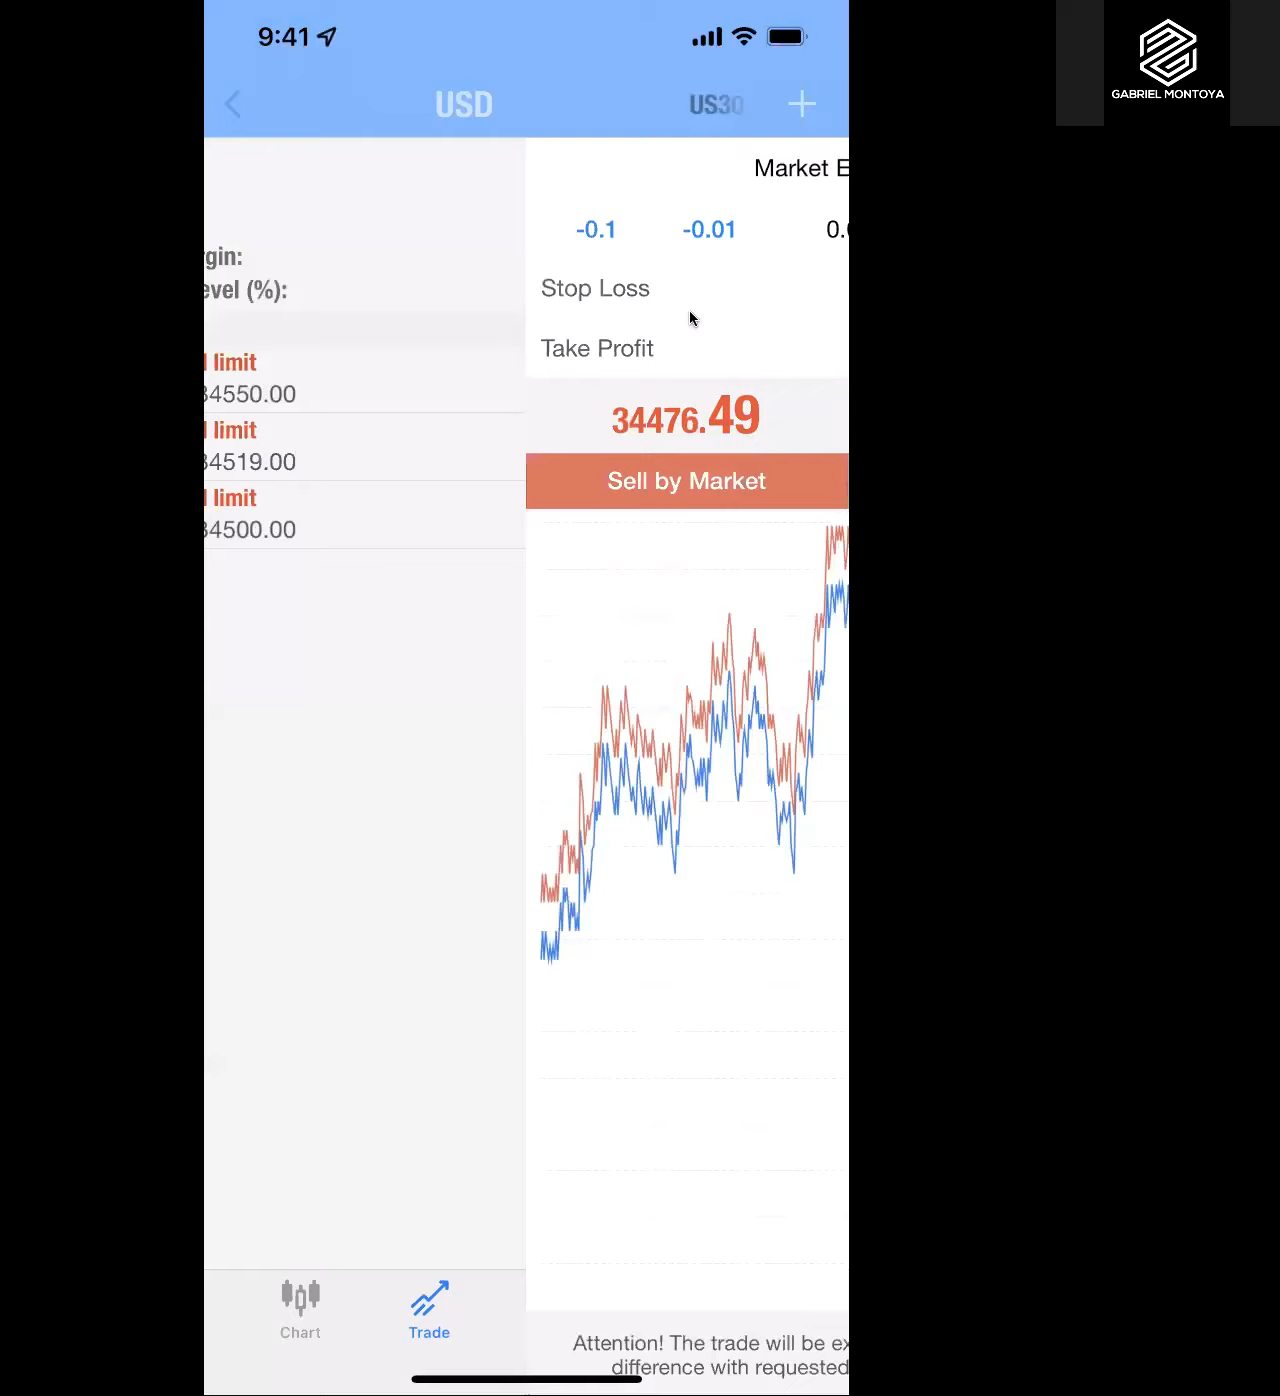 9:41
GABRIEL MONTOYA
USD
US30
Market E
-0.1
-0.01
0.
rgin:
evel (%):
Stop Loss
Take Profit
l limit
34550.00
l limit
34519.00
l limit
34500.00
34476.49
Sell by Market
Chart
Trade
Attention! The trade will be ex
difference with requested